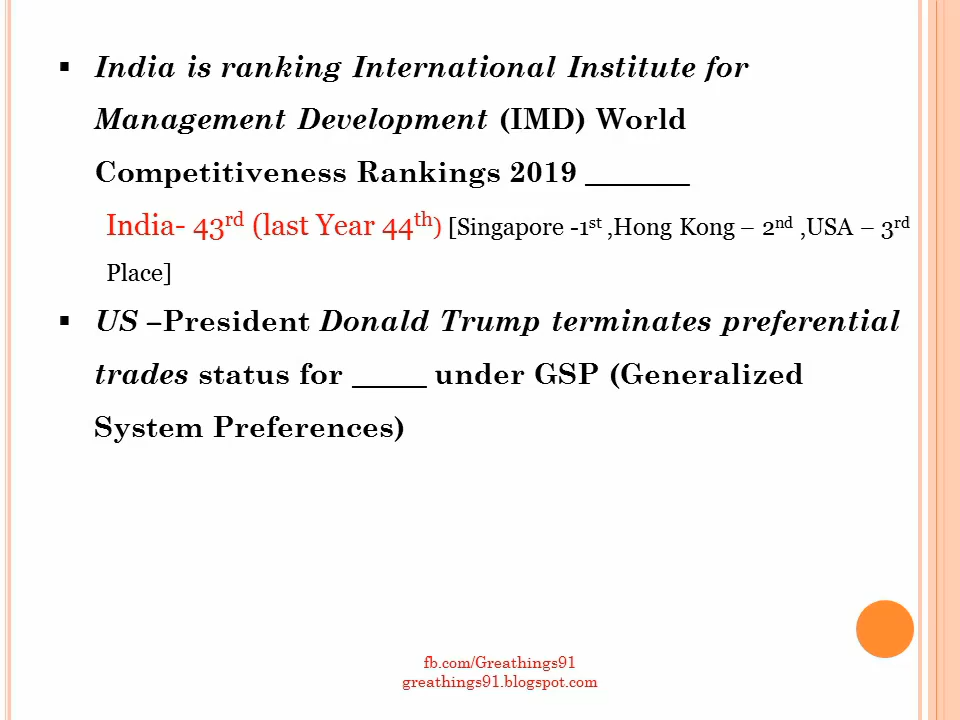 ▪ India is ranking International Institute for
Management Development (IMD) World
Competitiveness Rankings 2019 _______
India- 43rd (last Year 44th) [Singapore -1st ,Hong Kong – 2nd ,USA – 3rd
Place]
▪ US –President Donald Trump terminates preferential
trades status for _____ under GSP (Generalized
System Preferences)
fb.com/Greathings91
greathings91.blogspot.com